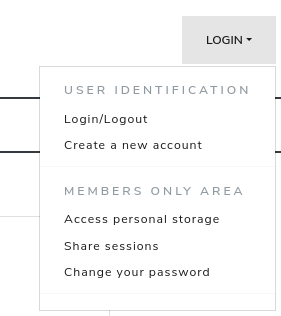 LOGIN
USER IDENTIFICATION
Login/Logout
Create a new account
MEMBERS ONLY AREA
Access personal storage
Share sessions
Change your password